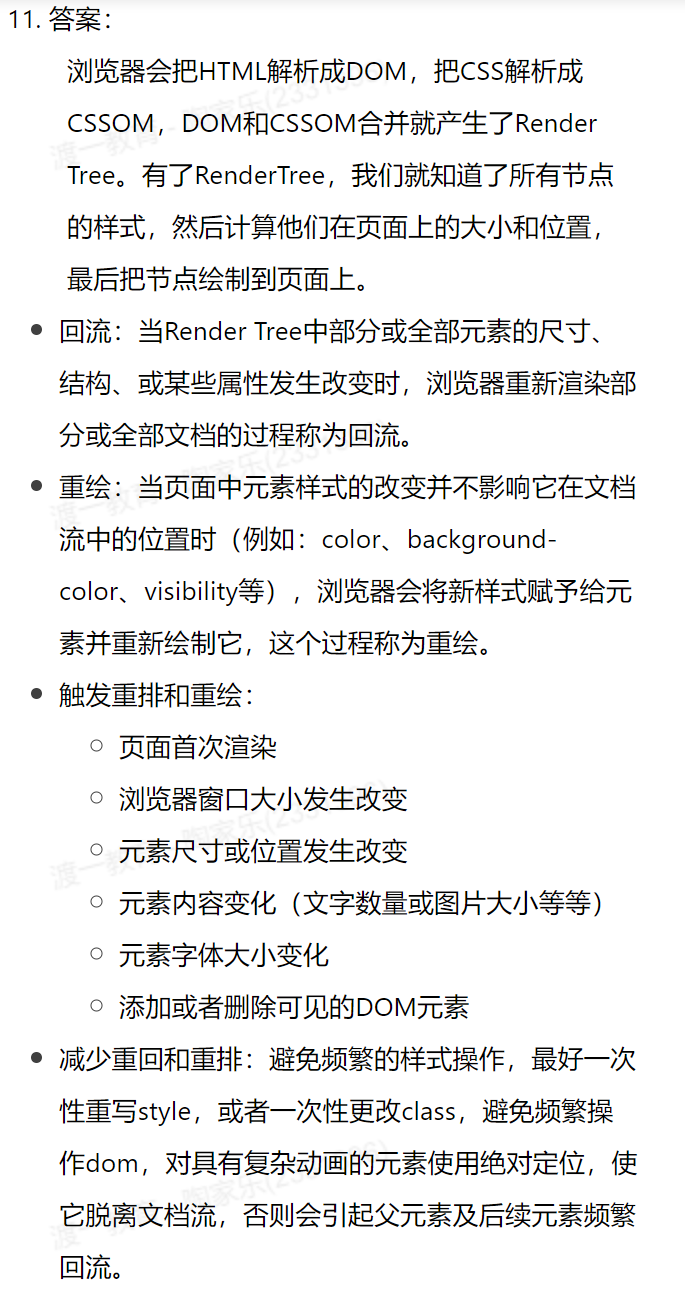 11. 答案：
浏览器会把HTML解析成DOM，把CSS解析成
CSSOM，DOM和CSSOM合并就产生了Render
Tree。有了RenderTree，我们就知道了所有节点
的样式，然后计算他们在页面上的大小和位置，
最后把节点绘制到页面上。
回流：当Render Tree中部分或全部元素的尺寸、
结构、或某些属性发生改变时，浏览器重新渲染部
分或全部文档的过程称为回流。
重绘：当页面中元素样式的改变并不影响它在文档
流中的位置时（例如：color、background-
color、visibility等），浏览器会将新样式赋予给元
素并重新绘制它，这个过程称为重绘。
触发重排和重绘：
页面首次渲染
浏览器窗口大小发生改变
元素尺寸或位置发生改变
元素内容变化（文字数量或图片大小等等）
元素字体大小变化
添加或者删除可见的DOM元素
减少重回和重排：避免频繁的样式操作，最好一次
性重写style，或者一次性更改class，避免频繁操
作dom，对具有复杂动画的元素使用绝对定位，使
它脱离文档流，否则会引起父元素及后续元素频繁
回流。